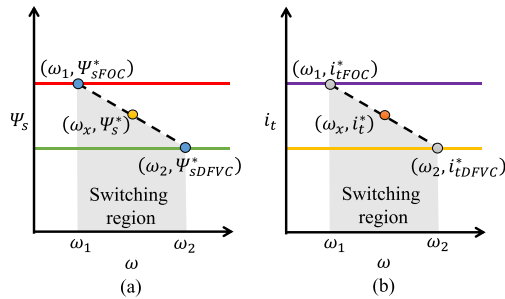 (ω₁, Ψ*sFOC)
Ψs
(ωₓ, Ψ*s)
(ω₂, Ψ*sDFVC)
Switching
region
ω₁ ω₂
ω
(a)
(ω₁, i*tFOC)
iₜ
(ωₓ, i*t)
(ω₂, i*tDFVC)
Switching
region
ω₁ ω₂
ω
(b)